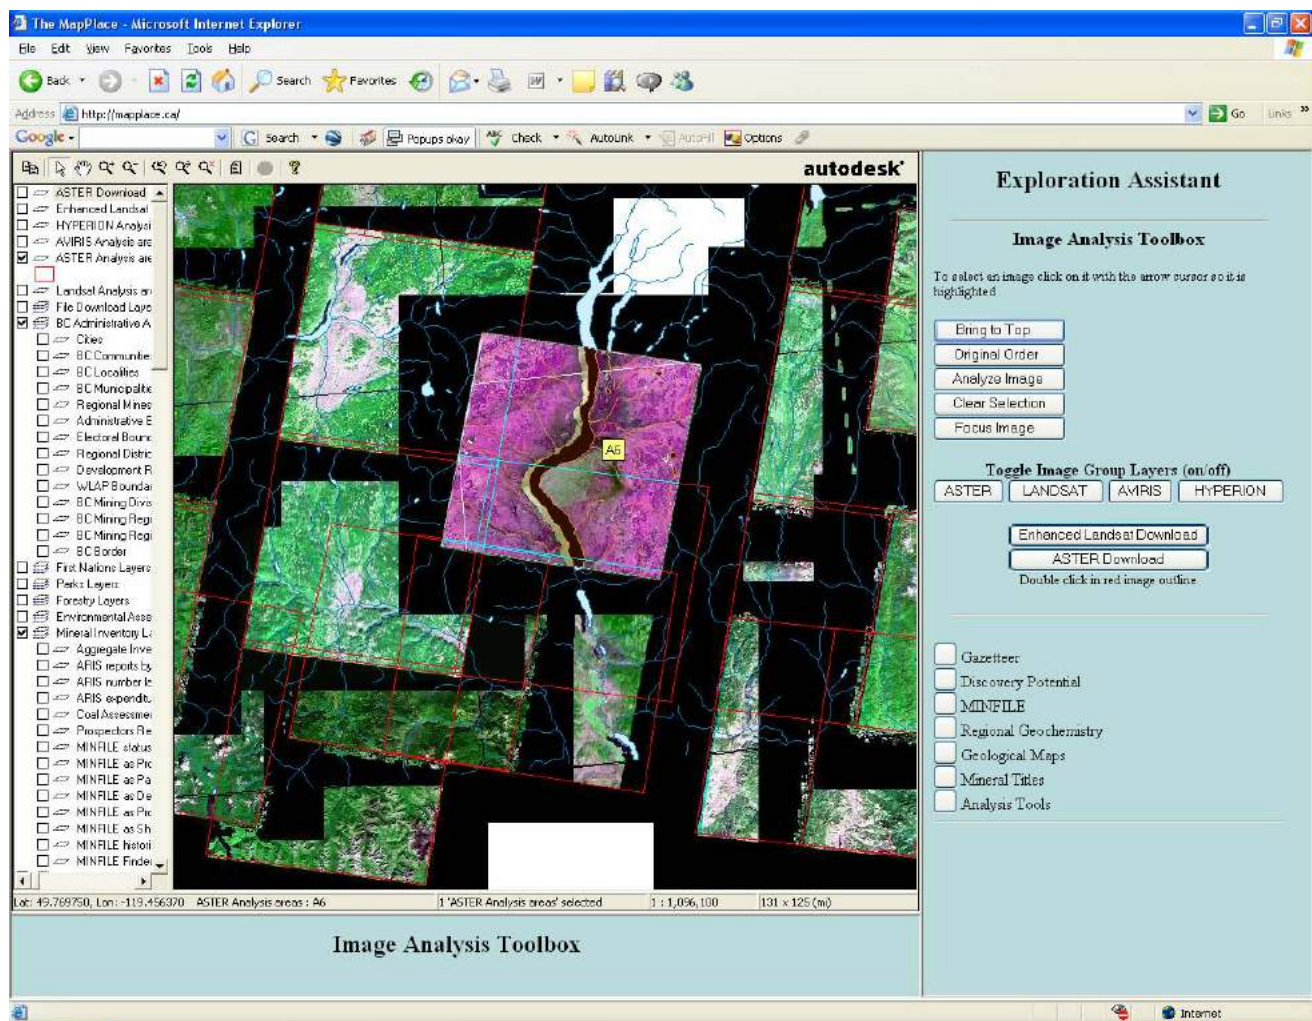 The MapPlace - Microsoft Internet Explorer
File Edit View Favorites Tools Help
Back Search Favorites
Address http://mapplace.ca/ Go Links »
Google Search Popups okay Check AutoLink AutoFill Options
autodesk
ASTER Download
Enhanced Landsat
HYPERION Analysi
AVIRIS Analysis are
ASTER Analysis are
Landsat Analysis an
File Download Laye
BC Administrative A
Cities
BC Communitie
BC Localities
BC Municipalitie
Regional Mines
Administrative B
Electoral Bounc
Regional Distric
Development R
WLAP Boundar
BC Mining Divis
BC Mining Regi
BC Mining Regi
BC Border
First Nations Layers
Parks Layers
Forestry Layers
Environmental Asse
Mineral Inventory La
Aggregate Inve
ARIS reports by
ARIS number le
ARIS expenditu
Coal Assessmen
Prospectors Re
MINFILE status
MINFILE as Pro
MINFILE as Pa
MINFILE as De
MINFILE as Pro
MINFILE as Sh
MINFILE histori
MINFILE Finder
A6
Lat: 49.769750, Lon: -119.456370 ASTER Analysis areas : A6 1 'ASTER Analysis areas' selected 1 : 1,096,100 131 x 125 (mi)
Image Analysis Toolbox
Exploration Assistant
Image Analysis Toolbox
To select an image click on it with the arrow cursor so it is
highlighted
Bring to Top
Original Order
Analyze Image
Clear Selection
Focus Image
Toggle Image Group Layers (on/off)
ASTER LANDSAT AVIRIS HYPERION
Enhanced Landsat Download
ASTER Download
Double click in red image outline
Gazetteer
Discovery Potential
MINFILE
Regional Geochemistry
Geological Maps
Mineral Titles
Analysis Tools
Internet